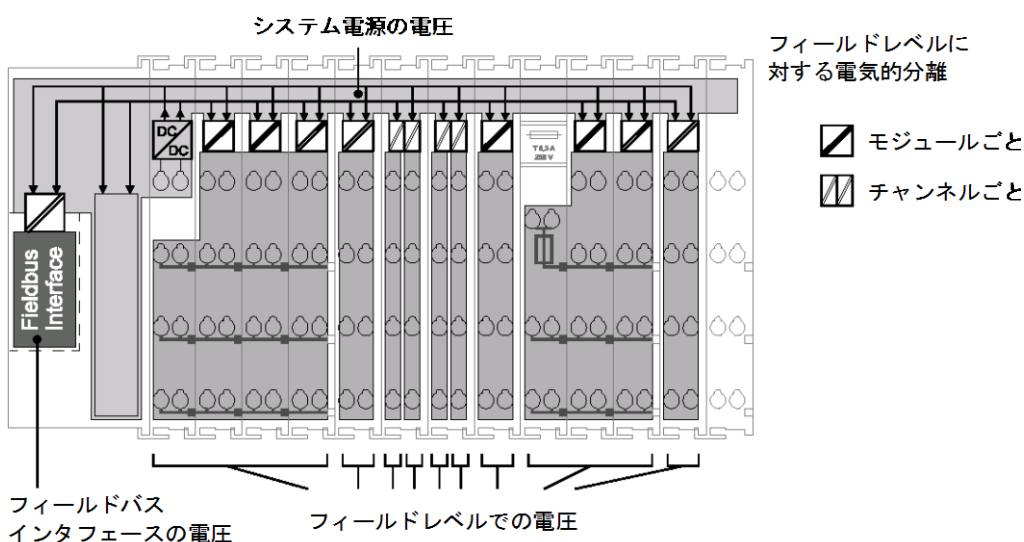 システム電源の電圧
フィールドレベルに
対する電気的分離
モジュールごと
チャンネルごと
DC
DC
T 6,3 A
250 V
Fieldbus
Interface
フィールドバス
インタフェースの電圧
フィールドレベルでの電圧